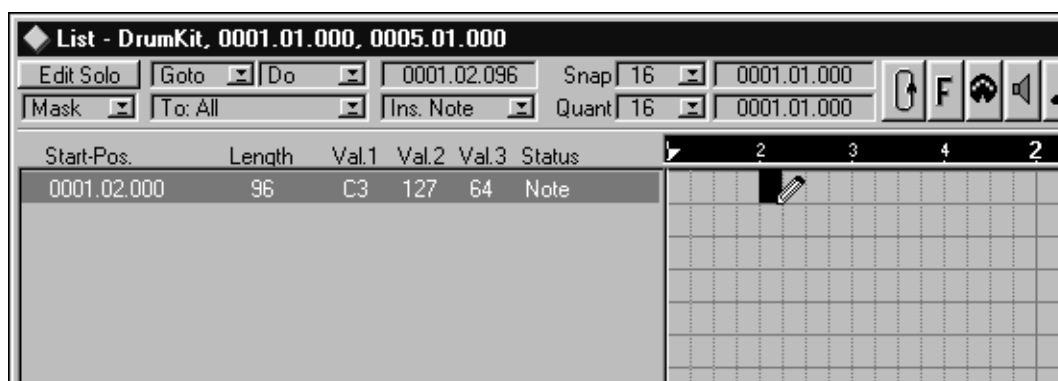 List - DrumKit, 0001.01.000, 0005.01.000
Edit Solo Goto Do 0001.02.096 Snap 16 0001.01.000 F
Mask To: All Ins. Note Quant 16 0001.01.000
Start-Pos. Length Val.1 Val.2 Val.3 Status 2 3 4 2
0001.02.000 96 C3 127 64 Note